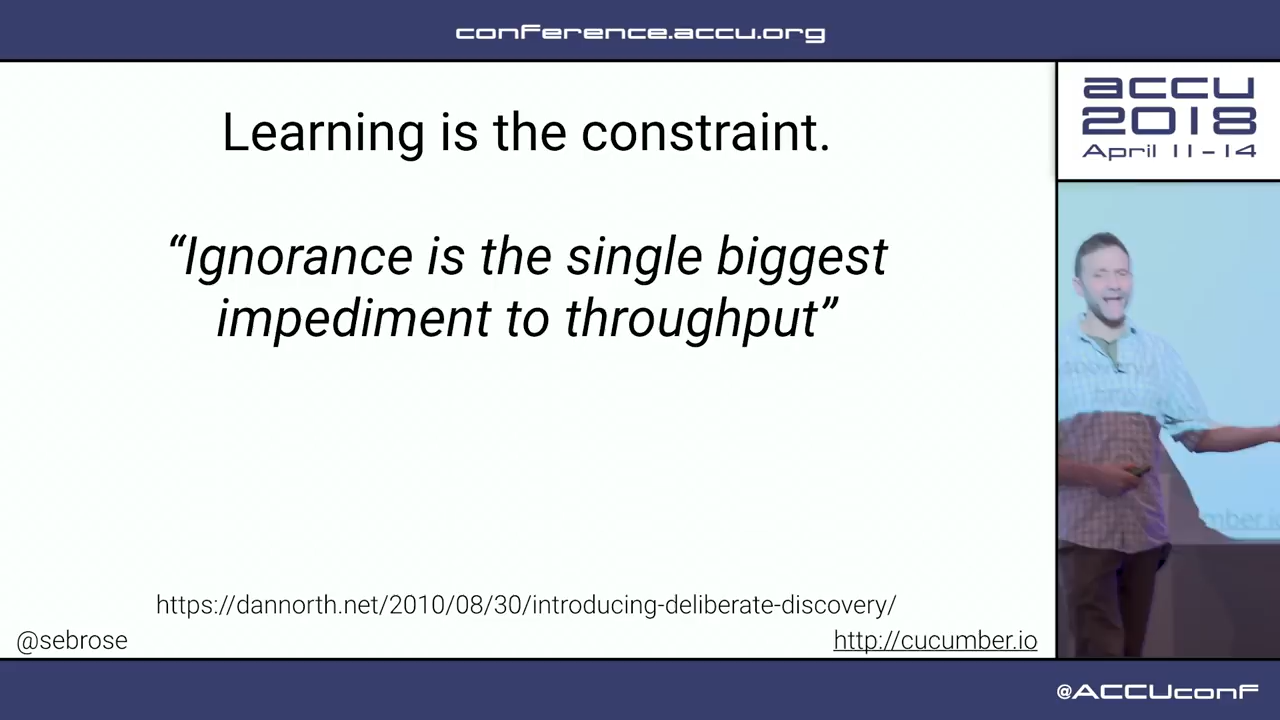 conference.accu.org
accu
2018
April 11-14
Learning is the constraint.
“Ignorance is the single biggest
impediment to throughput”
https://dannorth.net/2010/08/30/introducing-deliberate-discovery/
@sebrose
http://cucumber.io
@ACCUconf